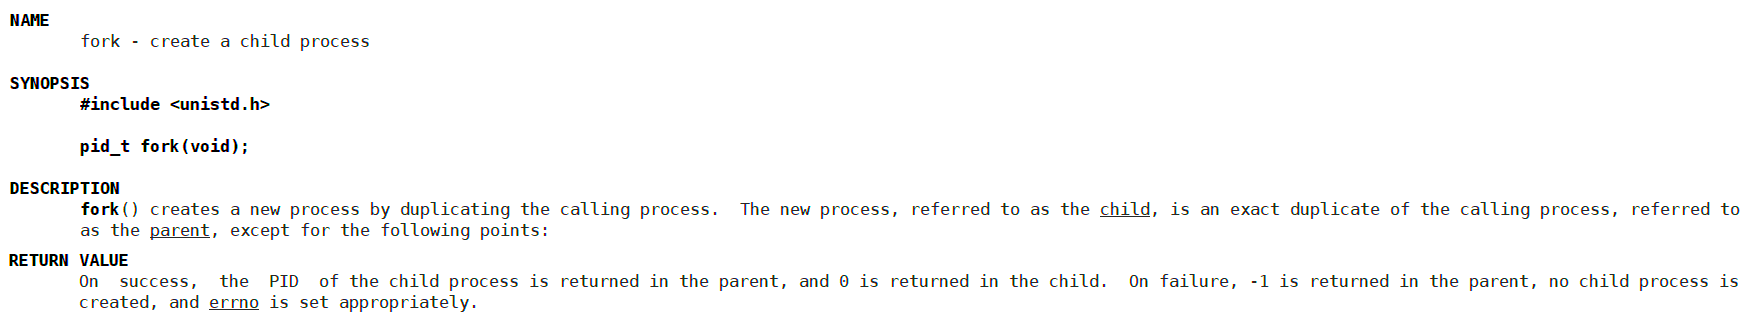 NAME
fork - create a child process
SYNOPSIS
#include <unistd.h>
pid_t fork(void);
DESCRIPTION
fork() creates a new process by duplicating the calling process.  The new process, referred to as the child, is an exact duplicate of the calling process, referred to
as the parent, except for the following points:
RETURN VALUE
On  success,  the  PID  of the child process is returned in the parent, and 0 is returned in the child.  On failure, -1 is returned in the parent, no child process is
created, and errno is set appropriately.